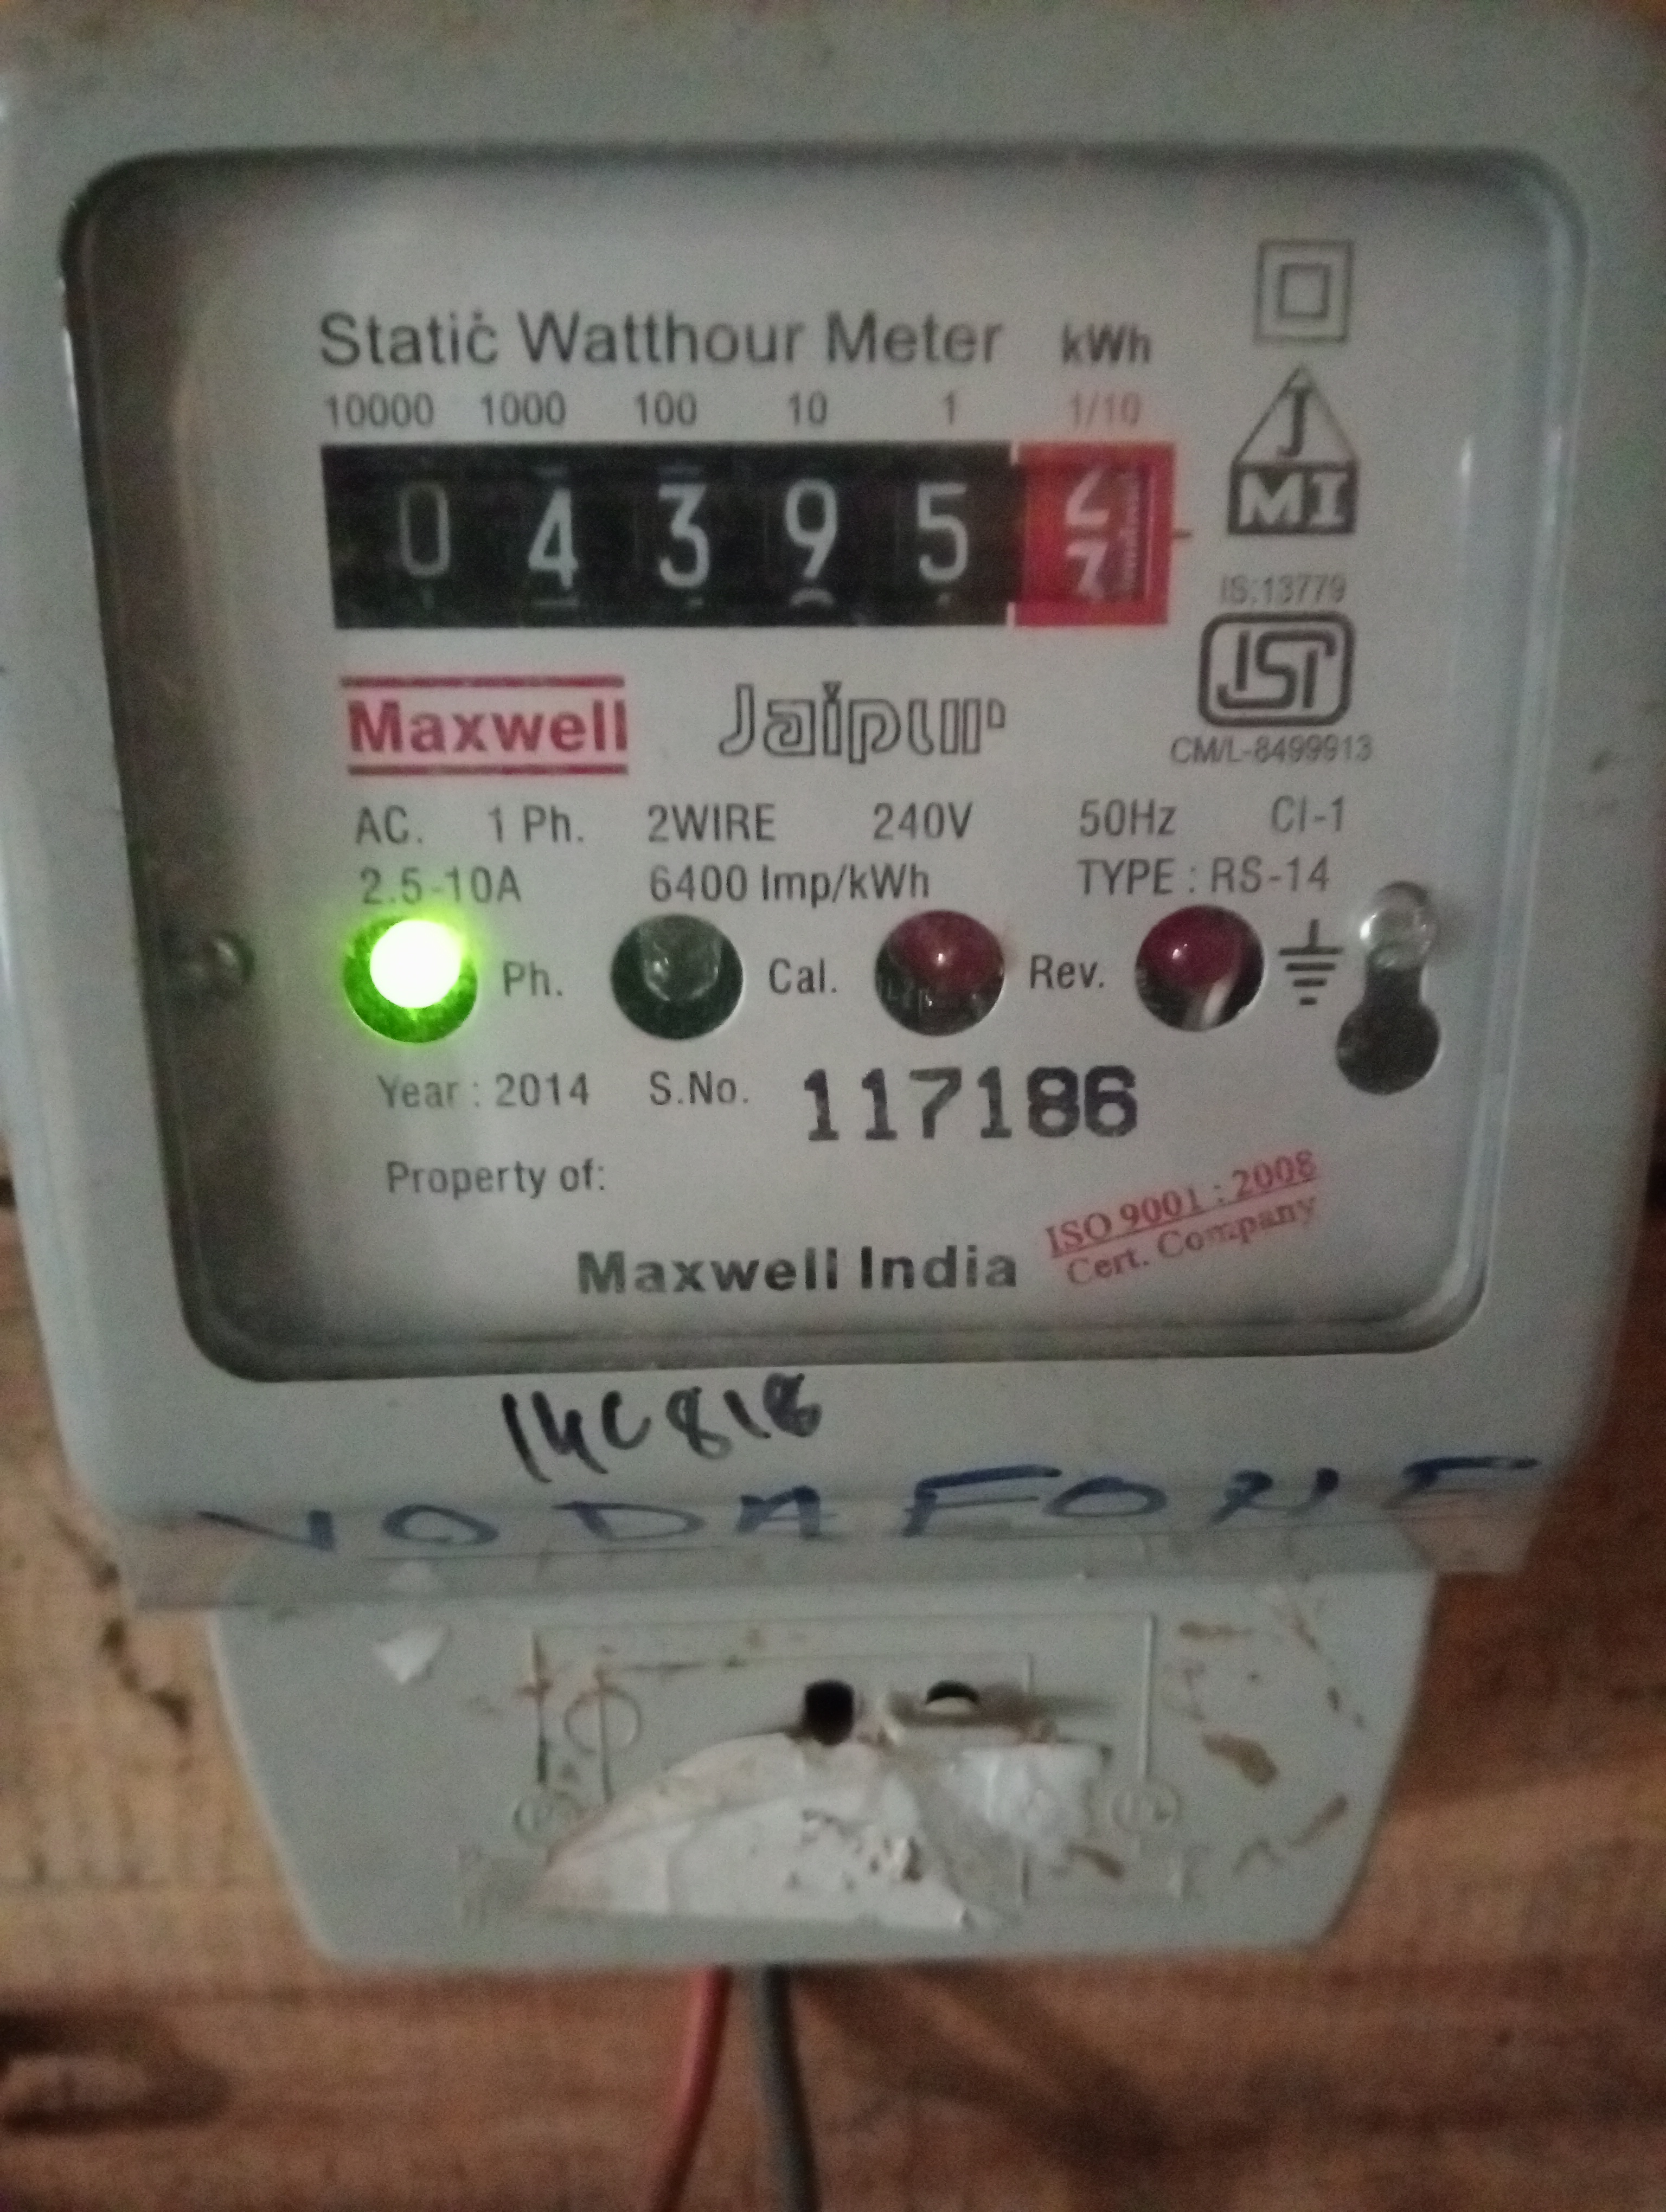 Static Watthour Meter kWh
10000 1000 100 10 1 1/10
0 4 3 9 5
J
MI
IS:13779
ISI
Maxwell Jaipur
CM/L-8499913
AC. 1 Ph. 2WIRE 240V 50Hz Cl-1
2.5-10A 6400 Imp/kWh TYPE : RS-14
Ph. Cal. Rev.
Year : 2014 S.No. 117186
Property of:
ISO 9001 : 2008
Cert. Company
Maxwell India
VODAFONE